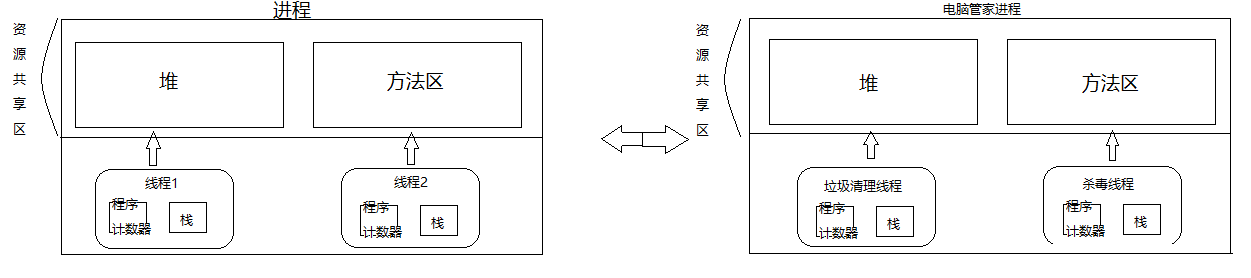 进程
资源共享区
堆
方法区
线程1
程序
计数器
栈
线程2
程序
计数器
栈
电脑管家进程
资源共享区
堆
方法区
垃圾清理线程
程序
计数器
栈
杀毒线程
程序
计数器
栈